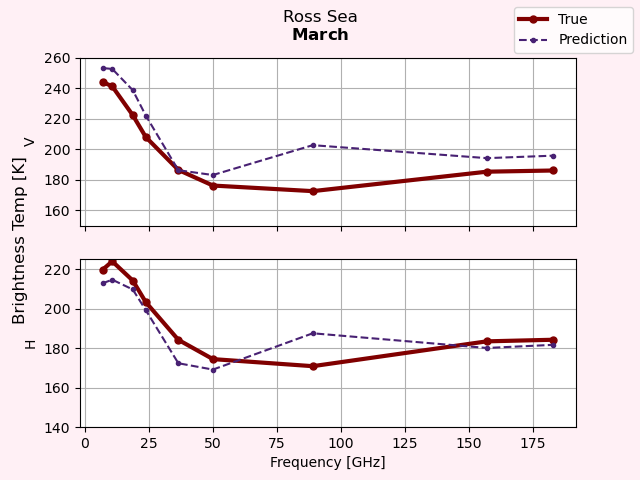 Ross Sea
March
True
Prediction
Brightness Temp [K]
V
260
240
220
200
180
160
H
220
200
180
160
140
0 25 50 75 100 125 150 175
Frequency [GHz]